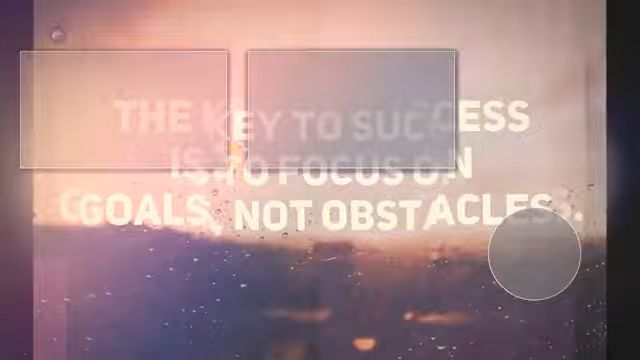 THE KEY TO SUCCESS
IS TO FOCUS ON
GOALS, NOT OBSTACLES...